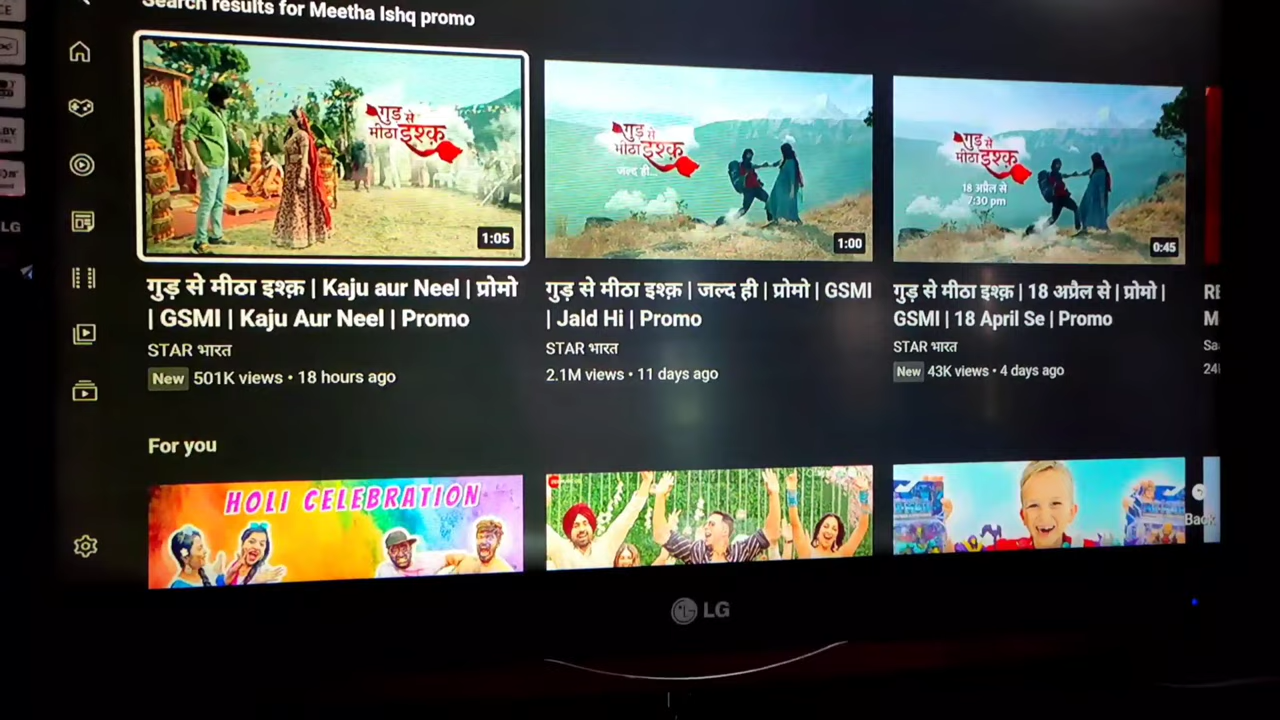 Search results for Meetha Ishq promo
गुड़ से
मीठा इश्क़
1:05
गुड़ से
मीठा इश्क़
जल्द ही
1:00
गुड़ से
मीठा इश्क़
18 अप्रैल से
7:30 pm
0:45
गुड़ से मीठा इश्क़ | Kaju aur Neel | प्रोमो
| GSMI | Kaju Aur Neel | Promo
STAR भारत
New 501K views • 18 hours ago
गुड़ से मीठा इश्क़ | जल्द ही | प्रोमो | GSMI
| Jald Hi | Promo
STAR भारत
2.1M views • 11 days ago
गुड़ से मीठा इश्क़ | 18 अप्रैल से | प्रोमो |
GSMI | 18 April Se | Promo
STAR भारत
New 43K views • 4 days ago
For you
HOLI CELEBRATION
Back
LG
LG